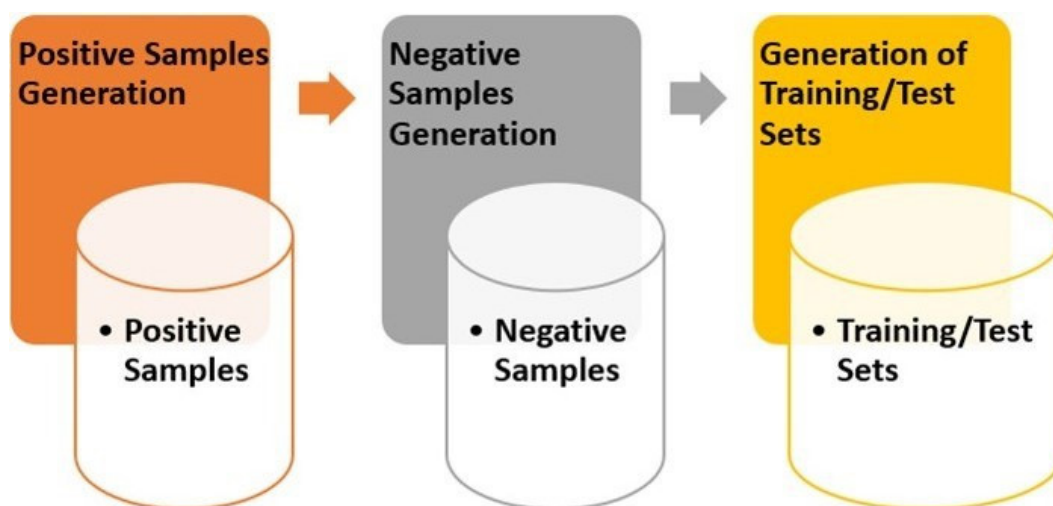 Positive Samples
Generation
Negative
Samples
Generation
Generation of
Training/Test
Sets
• Positive
Samples
• Negative
Samples
• Training/Test
Sets